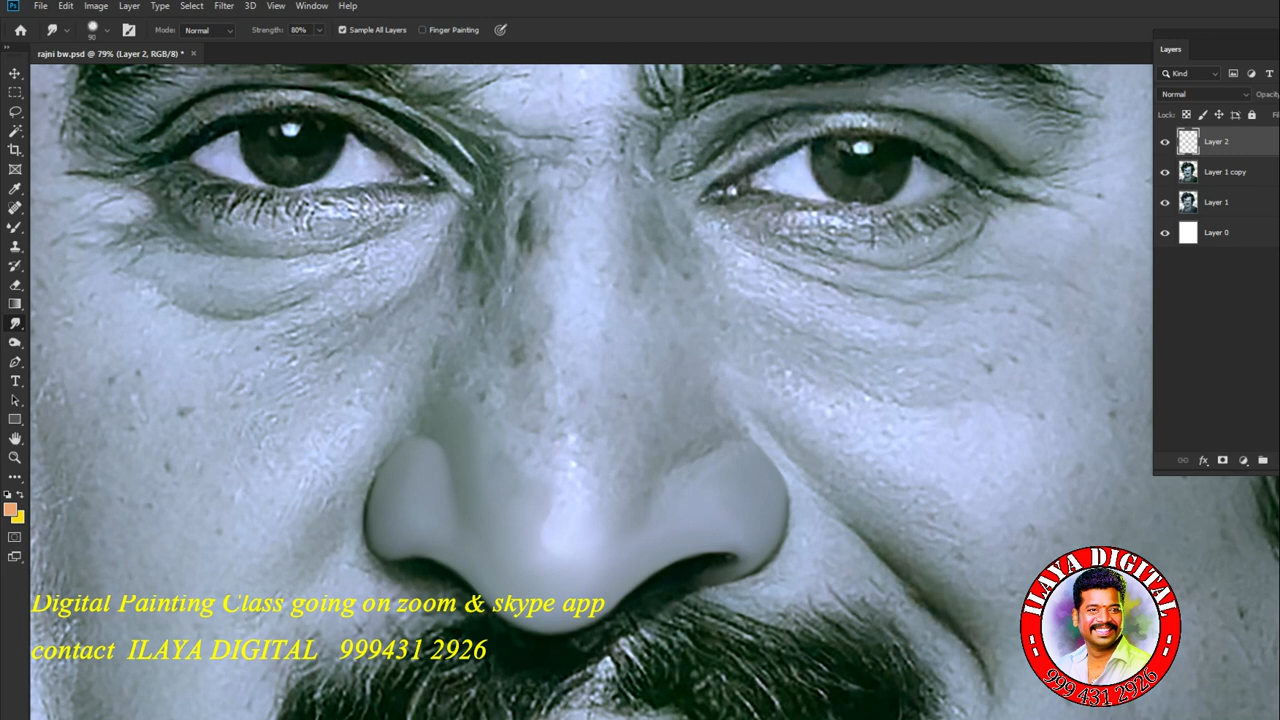 File Edit Image Layer Type Select Filter 3D View Window Help
90 Mode: Normal Strength: 80% Sample All Layers Finger Painting
rajni bw.psd @ 79% (Layer 2, RGB/8) * ×
Layers
Kind
Normal
Lock:
Layer 2
Layer 1 copy
Layer 1
Layer 0
Digital Painting Class going on zoom & skype app
contact ILAYA DIGITAL 999431 2926
ILAYA DIGITAL
999 431 2926